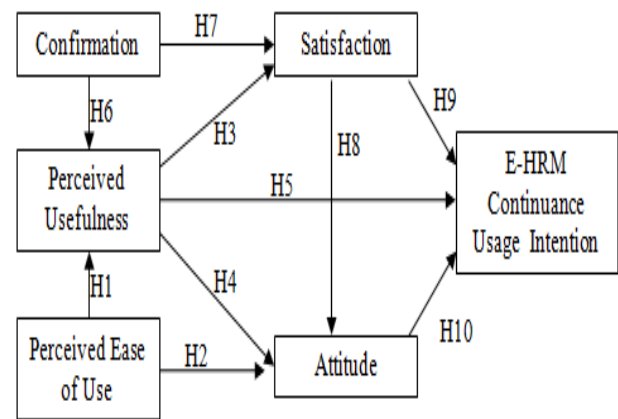 Confirmation
H7
Satisfaction
H6
H3
H8
H9
Perceived
Usefulness
H5
E-HRM
Continuance
Usage Intention
H1
H4
H10
Perceived Ease
of Use
H2
Attitude